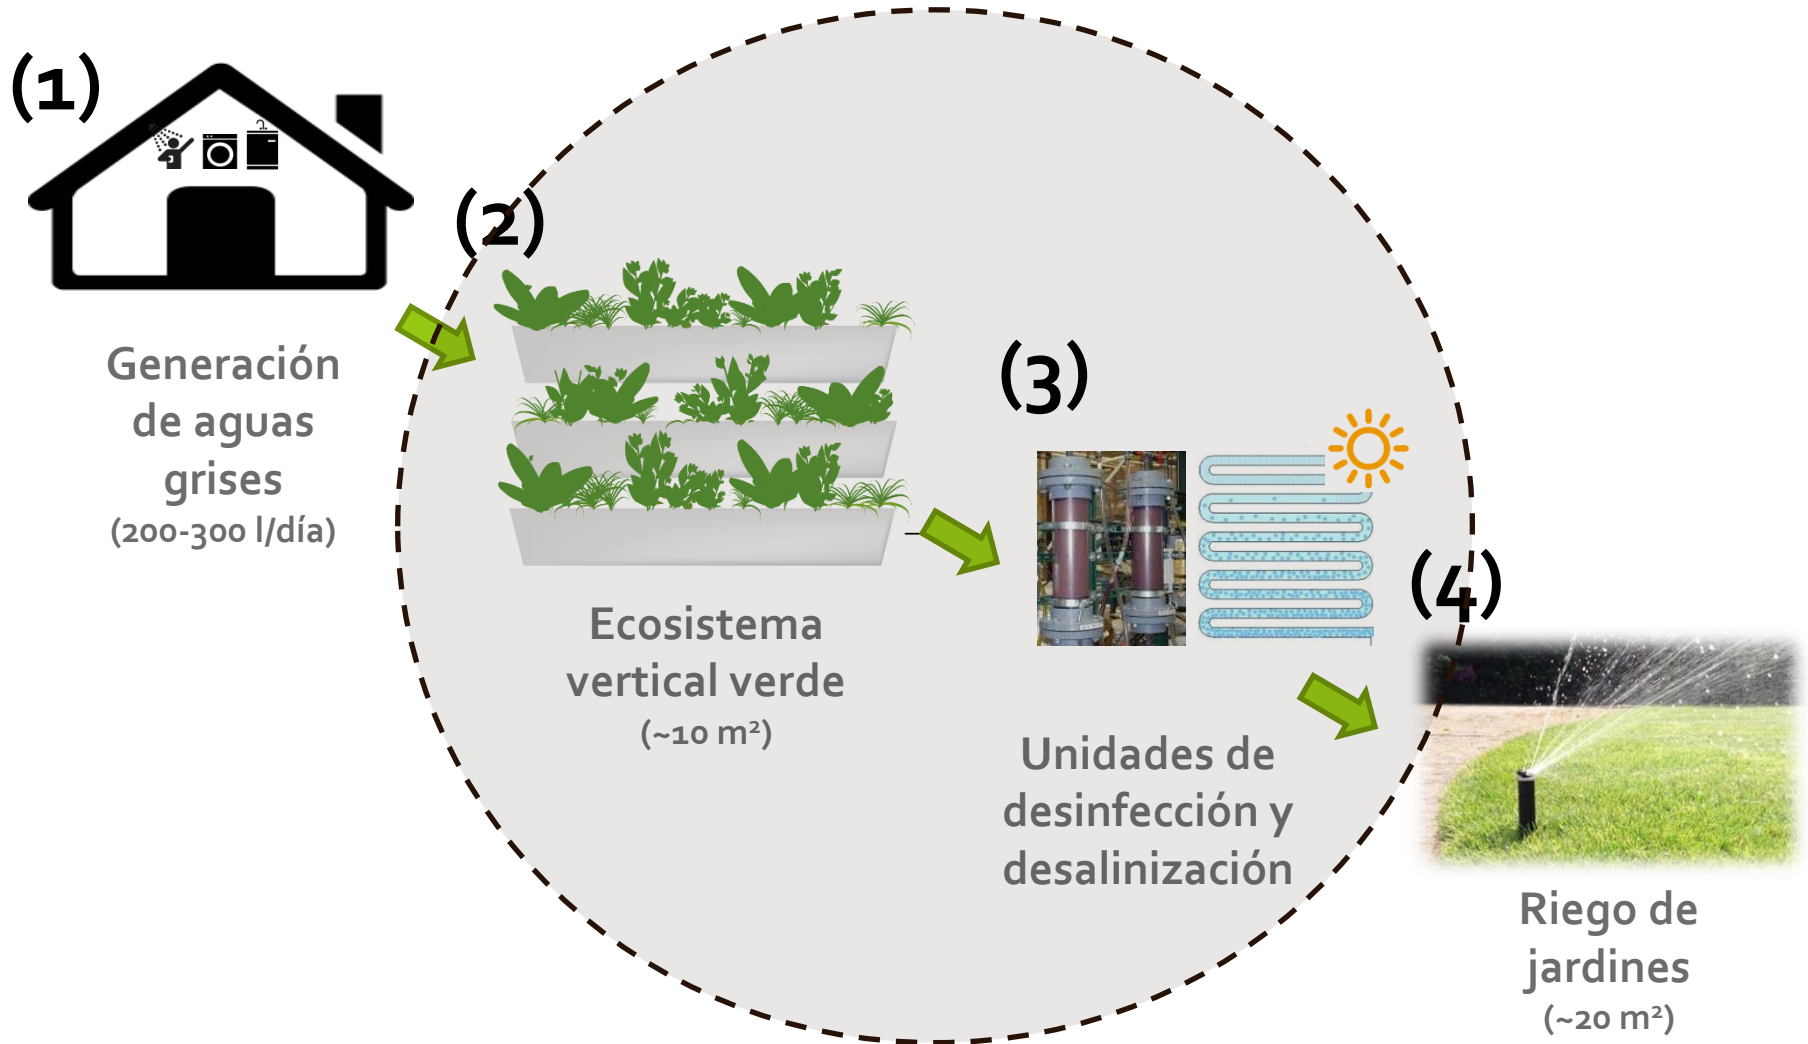 (1)
Generación
de aguas
grises
(200-300 l/día)
(2)
Ecosistema
vertical verde
(~10 m²)
(3)
Unidades de
desinfección y
desalinización
(4)
Riego de
jardines
(~20 m²)